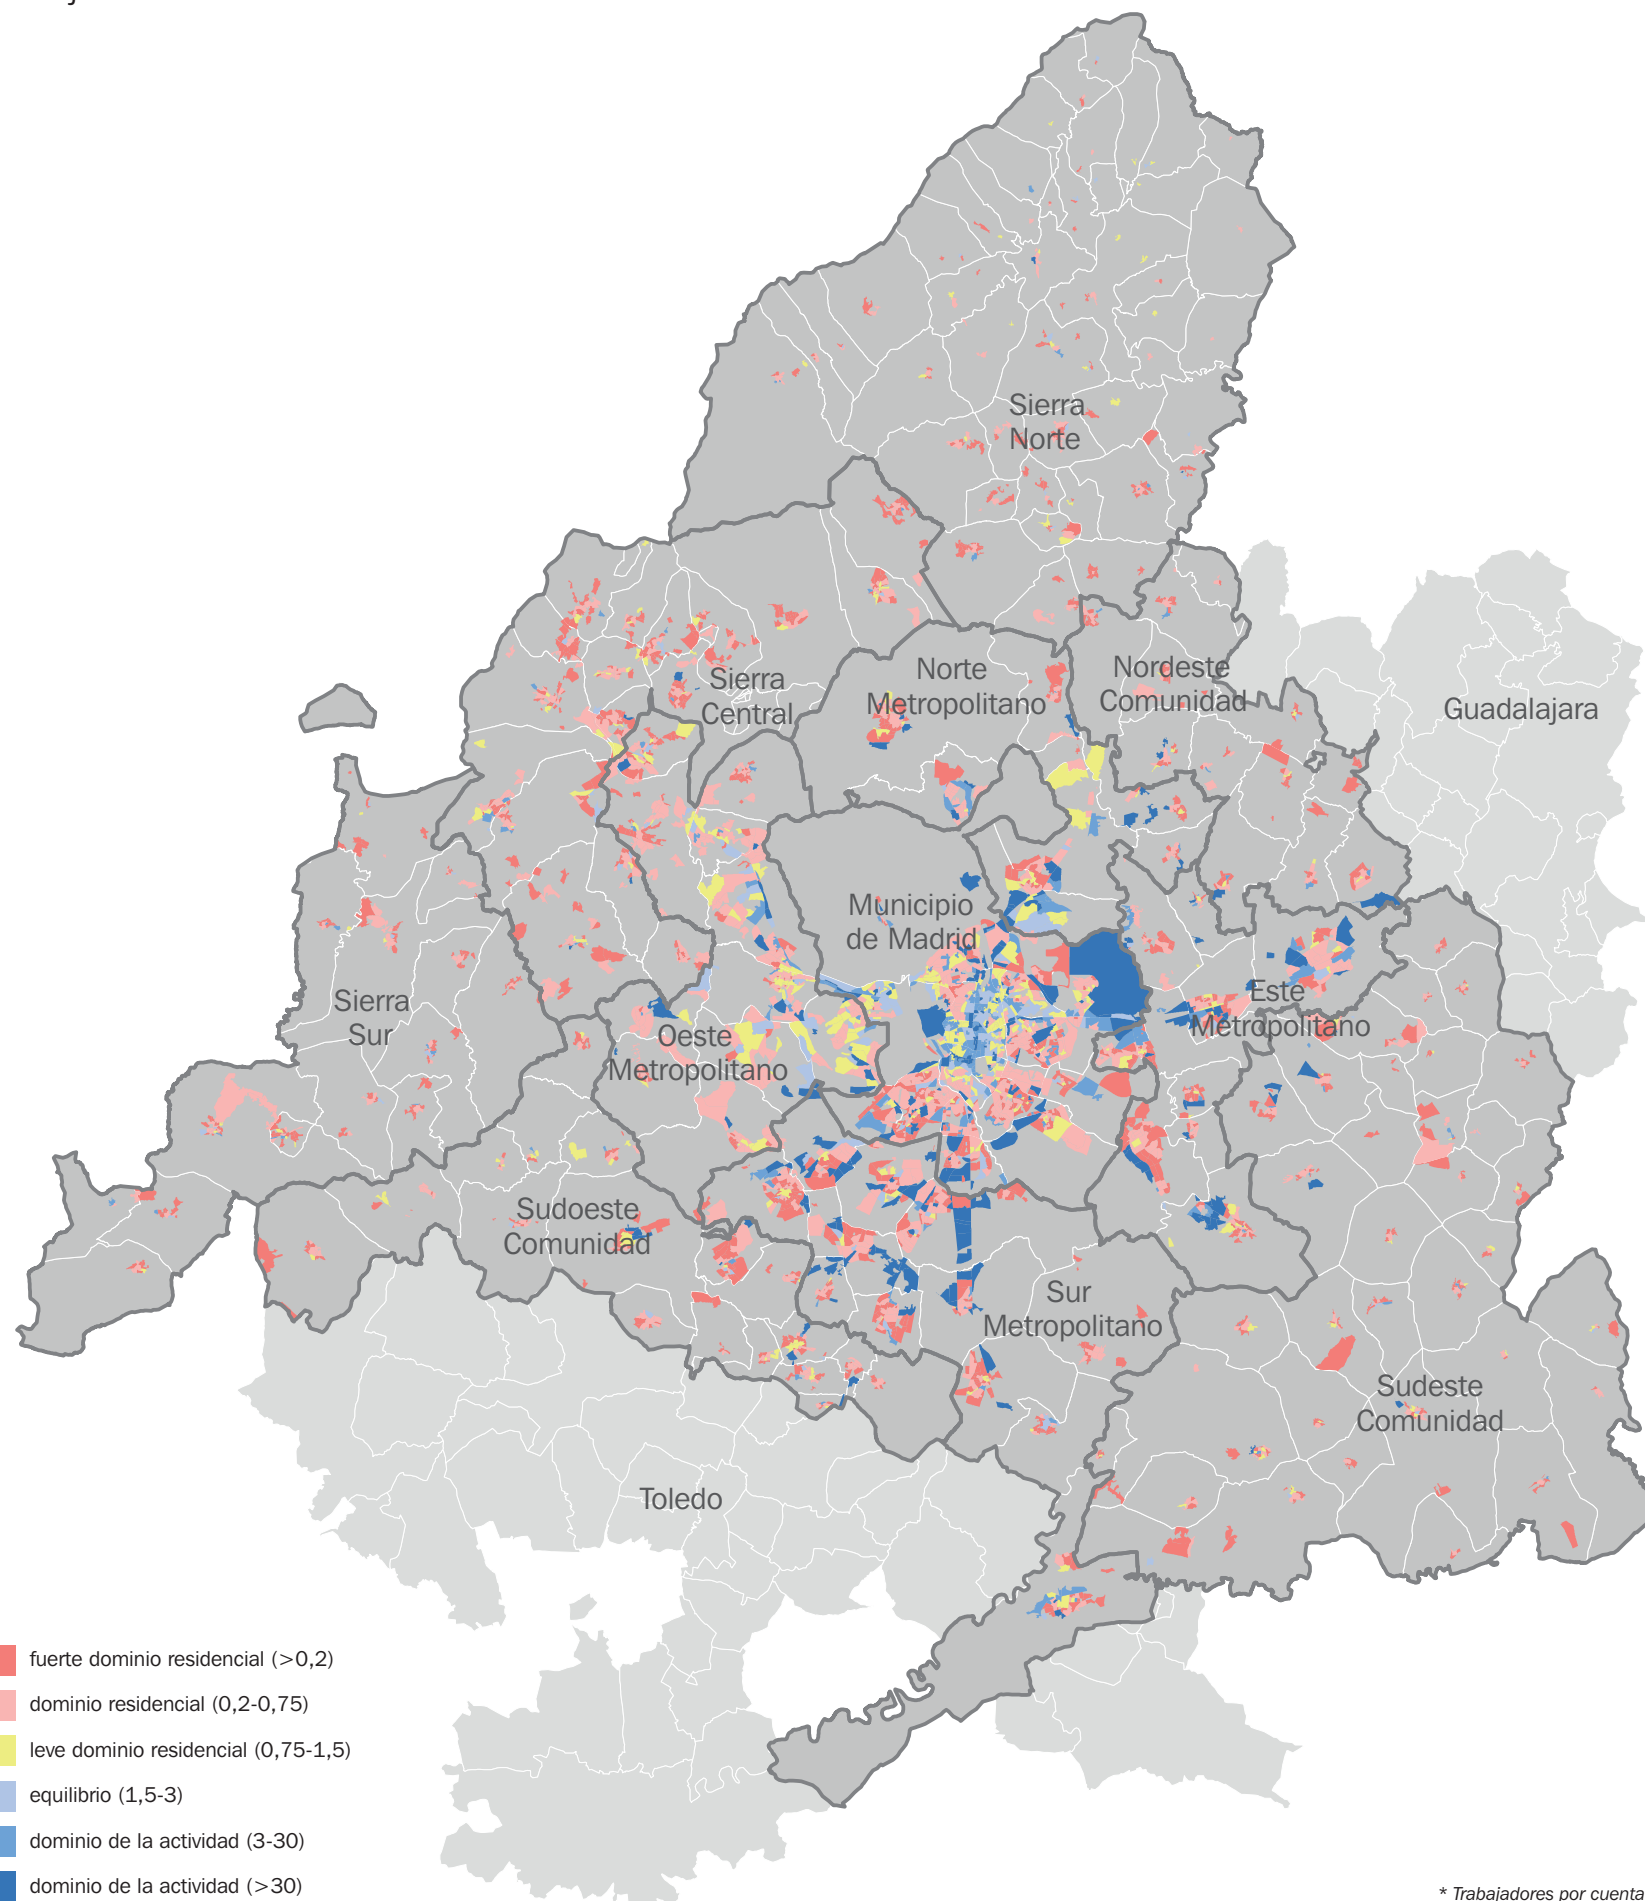 Sierra
Norte
Norte
Metropolitano
Nordeste
Comunidad
Guadalajara
Sierra
Central
Municipio
de Madrid
Sierra
Sur
Oeste
Metropolitano
Este
Metropolitano
Sudoeste
Comunidad
Sur
Metropolitano
Sudeste
Comunidad
Toledo
fuerte dominio residencial (>0,2)
dominio residencial (0,2-0,75)
leve dominio residencial (0,75-1,5)
equilibrio (1,5-3)
dominio de la actividad (3-30)
dominio de la actividad (>30)
* Trabajadores por cuenta